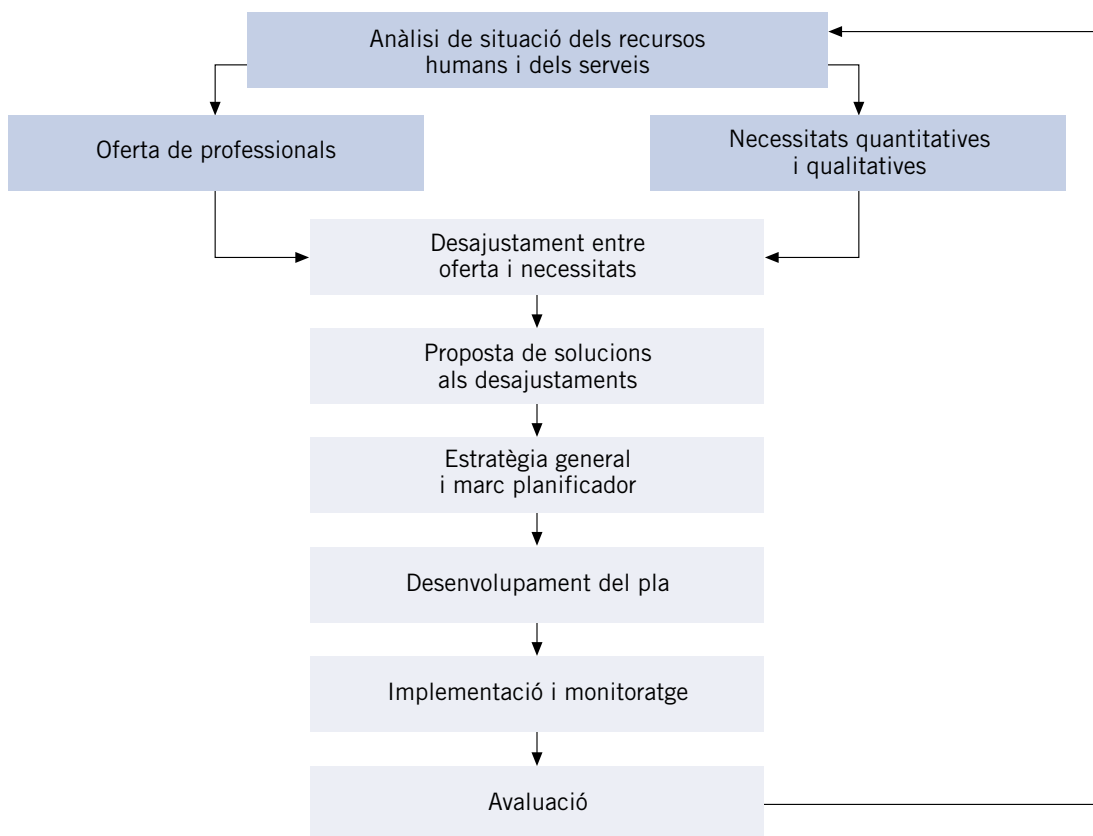 Anàlisi de situació dels recursos
humans i dels serveis
Oferta de professionals
Necessitats quantitatives
i qualitatives
Desajustament entre
oferta i necessitats
Proposta de solucions
als desajustaments
Estratègia general
i marc planificador
Desenvolupament del pla
Implementació i monitoratge
Avaluació